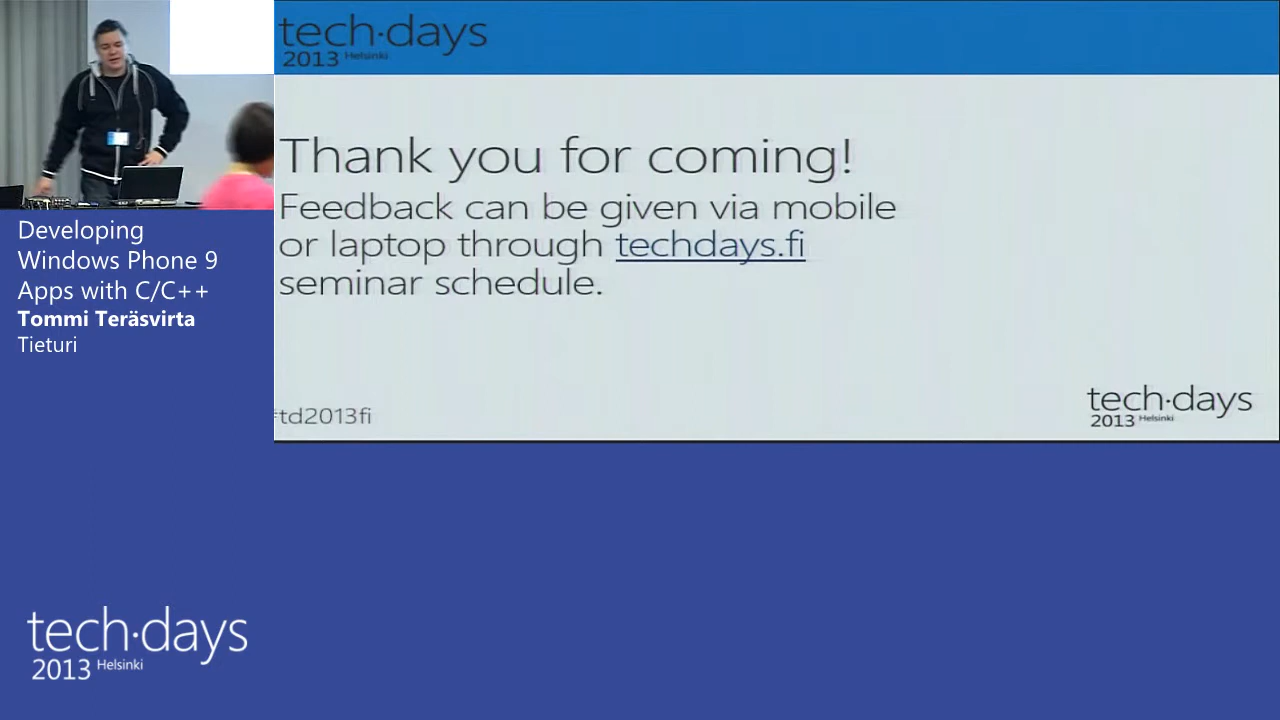 tech·days
2013 Helsinki
Thank you for coming!
Feedback can be given via mobile
or laptop through techdays.fi
seminar schedule.
#td2013fi
tech·days
2013 Helsinki
Developing
Windows Phone 9
Apps with C/C++
Tommi Teräsvirta
Tieturi
tech·days
2013 Helsinki